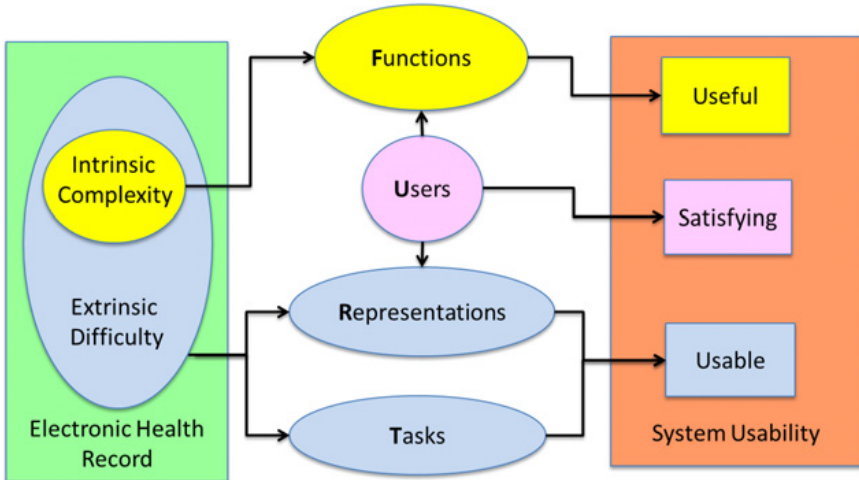 Intrinsic
Complexity
Extrinsic
Difficulty
Electronic Health
Record
Functions
Users
Representations
Tasks
Useful
Satisfying
Usable
System Usability